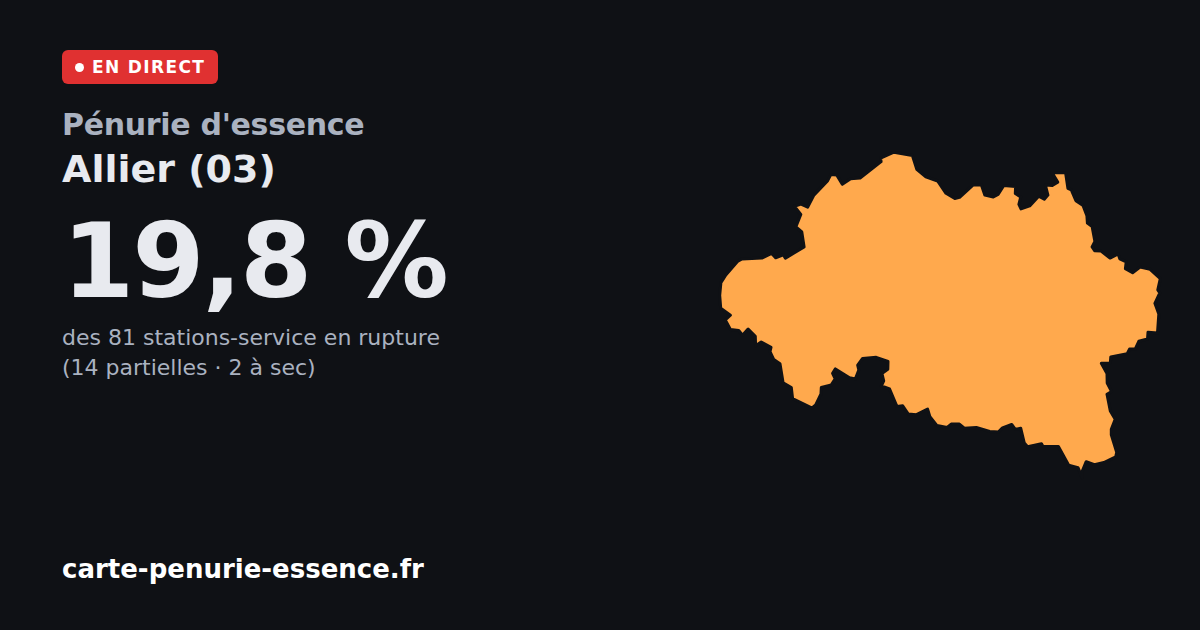 EN DIRECT
Pénurie d'essence
Allier (03)
19,8 %
des 81 stations-service en rupture
(14 partielles · 2 à sec)
carte-penurie-essence.fr